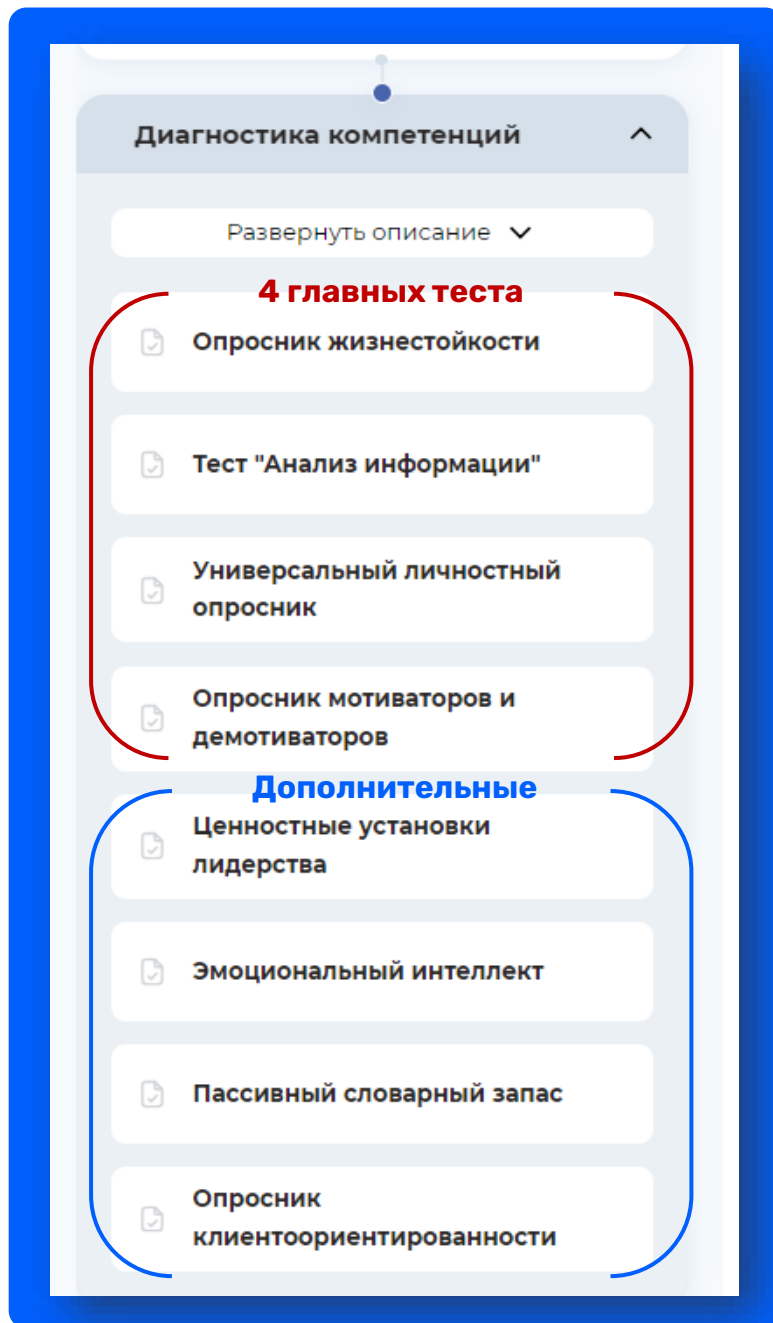 Диагностика компетенций
Развернуть описание
4 главных теста
Опросник жизнестойкости
Тест "Анализ информации"
Универсальный личностный
опросник
Опросник мотиваторов и
демотиваторов
Дополнительные
Ценностные установки
лидерства
Эмоциональный интеллект
Пассивный словарный запас
Опросник
клиентоориентированности